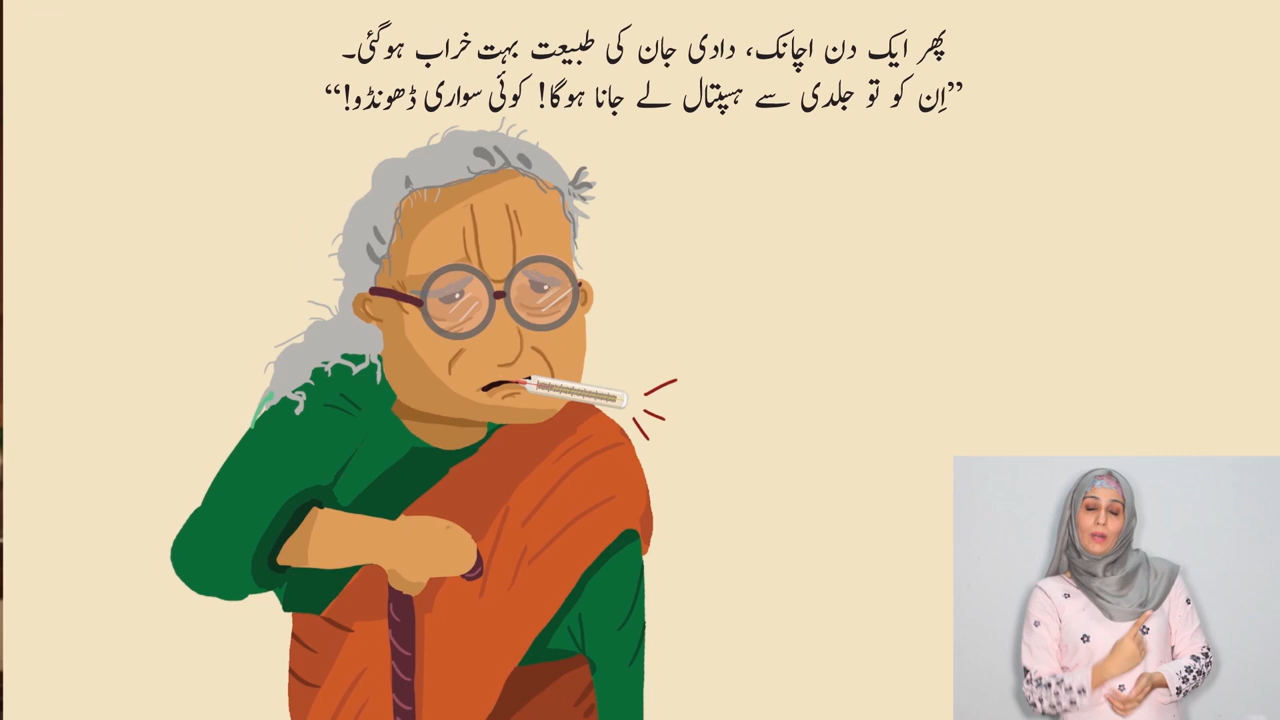 پھر ایک دن اچانک، دادی جان کی طبیعت بہت خراب ہوگئی۔
”اِن کو تو جلدی سے ہسپتال لے جانا ہوگا! کوئی سواری ڈھونڈو!“